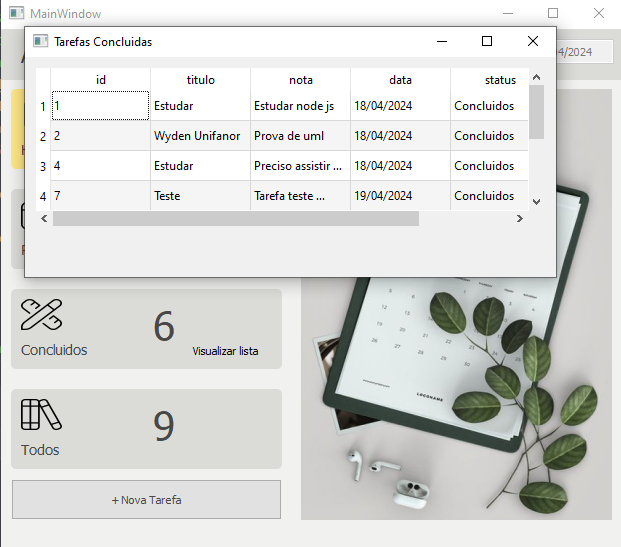 MainWindow
Tarefas Concluidas
4/2024
id titulo nota data status
1 1 Estudar Estudar node js 18/04/2024 Concluidos
2 2 Wyden Unifanor Prova de uml 18/04/2024 Concluidos
3 4 Estudar Preciso assistir ... 18/04/2024 Concluidos
4 7 Teste Tarefa teste ... 19/04/2024 Concluidos
6
Concluidos Visualizar lista
9
Todos
+ Nova Tarefa
LOGONAME